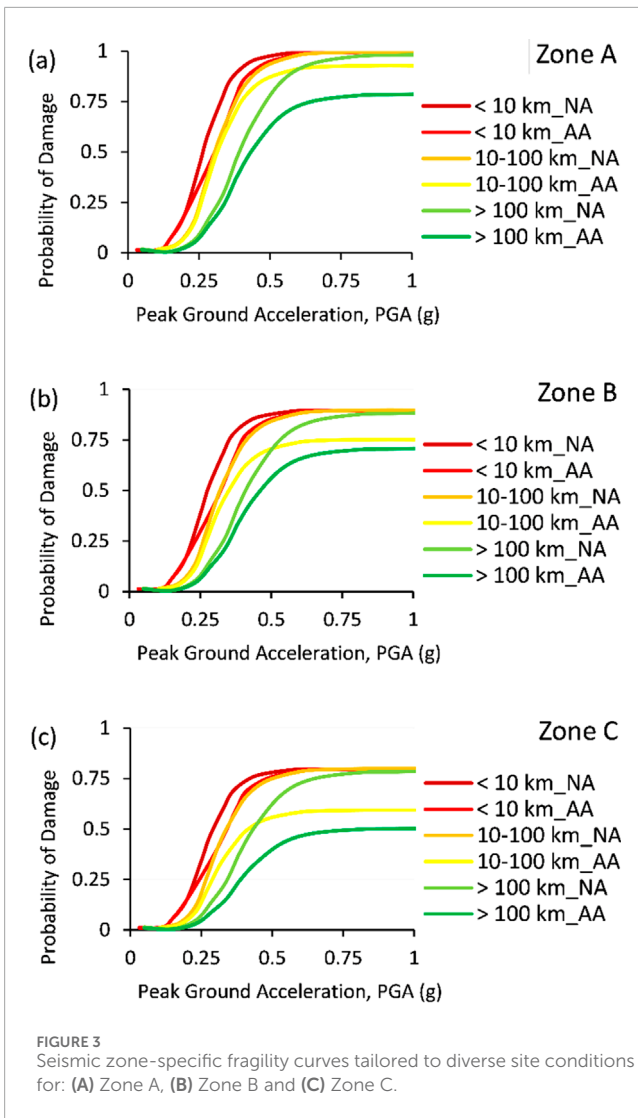 (a)
Zone A
Probability of Damage
1
0.75
0.5
0.25
0
0 0.25 0.5 0.75 1
Peak Ground Acceleration, PGA (g)
< 10 km_NA
< 10 km_AA
10-100 km_NA
10-100 km_AA
> 100 km_NA
> 100 km_AA
(b)
Zone B
Probability of Damage
1
0.75
0.5
0.25
0
0 0.25 0.5 0.75 1
Peak Ground Acceleration, PGA (g)
< 10 km_NA
< 10 km_AA
10-100 km_NA
10-100 km_AA
> 100 km_NA
> 100 km_AA
(c)
Zone C
Probability of Damage
1
0.75
0.5
0.25
0
0 0.25 0.5 0.75 1
Peak Ground Acceleration, PGA (g)
< 10 km_NA
< 10 km_AA
10-100 km_NA
10-100 km_AA
> 100 km_NA
> 100 km_AA
FIGURE 3
Seismic zone-specific fragility curves tailored to diverse site conditions
for: (A) Zone A, (B) Zone B and (C) Zone C.